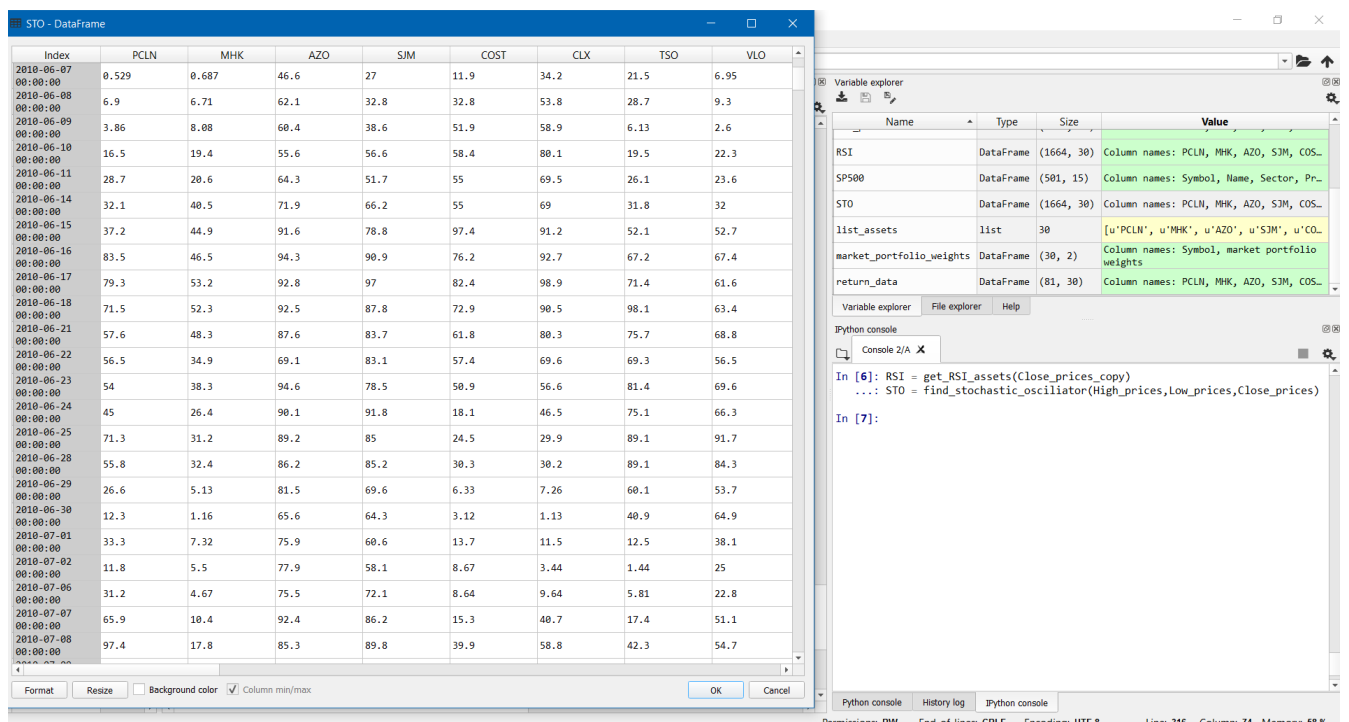 STO - DataFrame
Index PCLN MHK AZO SJM COST CLX TSO VLO
2010-06-07 00:00:00 0.529 0.687 46.6 27 11.9 34.2 21.5 6.95
2010-06-08 00:00:00 6.9 6.71 62.1 32.8 32.8 53.8 28.7 9.3
2010-06-09 00:00:00 3.86 8.08 60.4 38.6 51.9 58.9 6.13 2.6
2010-06-10 00:00:00 16.5 19.4 55.6 56.6 58.4 80.1 19.5 22.3
2010-06-11 00:00:00 28.7 20.6 64.3 51.7 55 69.5 26.1 23.6
2010-06-14 00:00:00 32.1 40.5 71.9 66.2 55 69 31.8 32
2010-06-15 00:00:00 37.2 44.9 91.6 78.8 97.4 91.2 52.1 52.7
2010-06-16 00:00:00 83.5 46.5 94.3 90.9 76.2 92.7 67.2 67.4
2010-06-17 00:00:00 79.3 53.2 92.8 97 82.4 98.9 71.4 61.6
2010-06-18 00:00:00 71.5 52.3 92.5 87.8 72.9 90.5 98.1 63.4
2010-06-21 00:00:00 57.6 48.3 87.6 83.7 61.8 80.3 75.7 68.8
2010-06-22 00:00:00 56.5 34.9 69.1 83.1 57.4 69.6 69.3 56.5
2010-06-23 00:00:00 54 38.3 94.6 78.5 50.9 56.6 81.4 69.6
2010-06-24 00:00:00 45 26.4 90.1 91.8 18.1 46.5 75.1 66.3
2010-06-25 00:00:00 71.3 31.2 89.2 85 24.5 29.9 89.1 91.7
2010-06-28 00:00:00 55.8 32.4 86.2 85.2 30.3 30.2 89.1 84.3
2010-06-29 00:00:00 26.6 5.13 81.5 69.6 6.33 7.26 60.1 53.7
2010-06-30 00:00:00 12.3 1.16 65.6 64.3 3.12 1.13 40.9 64.9
2010-07-01 00:00:00 33.3 7.32 75.9 60.6 13.7 11.5 12.5 38.1
2010-07-02 00:00:00 11.8 5.5 77.9 58.1 8.67 3.44 1.44 25
2010-07-06 00:00:00 31.2 4.67 75.5 72.1 8.64 9.64 5.81 22.8
2010-07-07 00:00:00 65.9 10.4 92.4 86.2 15.3 40.7 17.4 51.1
2010-07-08 00:00:00 97.4 17.8 85.3 89.8 39.9 58.8 42.3 54.7
Format Resize Background color Column min/max OK Cancel
Variable explorer
Name Type Size Value
RSI DataFrame (1664, 30) Column names: PCLN, MHK, AZO, SJM, COS…
SP500 DataFrame (501, 15) Column names: Symbol, Name, Sector, Pr…
STO DataFrame (1664, 30) Column names: PCLN, MHK, AZO, SJM, COS…
list_assets list 30 [u'PCLN', u'MHK', u'AZO', u'SJM', u'CO…
market_portfolio_weights DataFrame (30, 2) Column names: Symbol, market portfolio
weights
return_data DataFrame (81, 30) Column names: PCLN, MHK, AZO, SJM, COS…
Variable explorer File explorer Help
IPython console
Console 2/A
In [6]: RSI = get_RSI_assets(Close_prices_copy)
...: STO = find_stochastic_osciliator(High_prices,Low_prices,Close_prices)
In [7]:
Python console History log IPython console
Permissions: RW End-of-lines: CRLF Encoding: UTF-8 Line: 216 Column: 74 Memory: 68 %